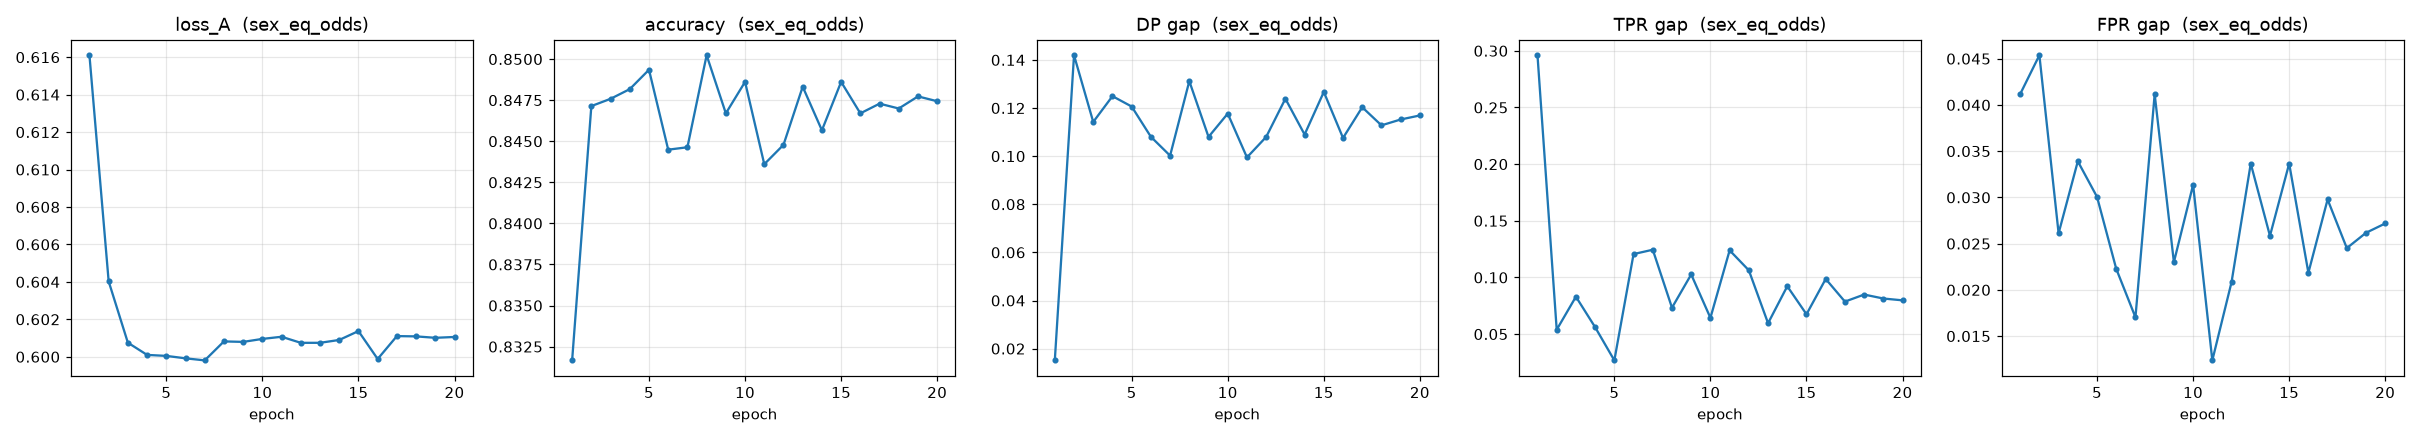 loss_A  (sex_eq_odds)
0.616
0.614
0.612
0.610
0.608
0.606
0.604
0.602
0.600
5 10 15 20
epoch
accuracy  (sex_eq_odds)
0.8500
0.8475
0.8450
0.8425
0.8400
0.8375
0.8350
0.8325
5 10 15 20
epoch
DP gap  (sex_eq_odds)
0.14
0.12
0.10
0.08
0.06
0.04
0.02
5 10 15 20
epoch
TPR gap  (sex_eq_odds)
0.30
0.25
0.20
0.15
0.10
0.05
5 10 15 20
epoch
FPR gap  (sex_eq_odds)
0.045
0.040
0.035
0.030
0.025
0.020
0.015
5 10 15 20
epoch